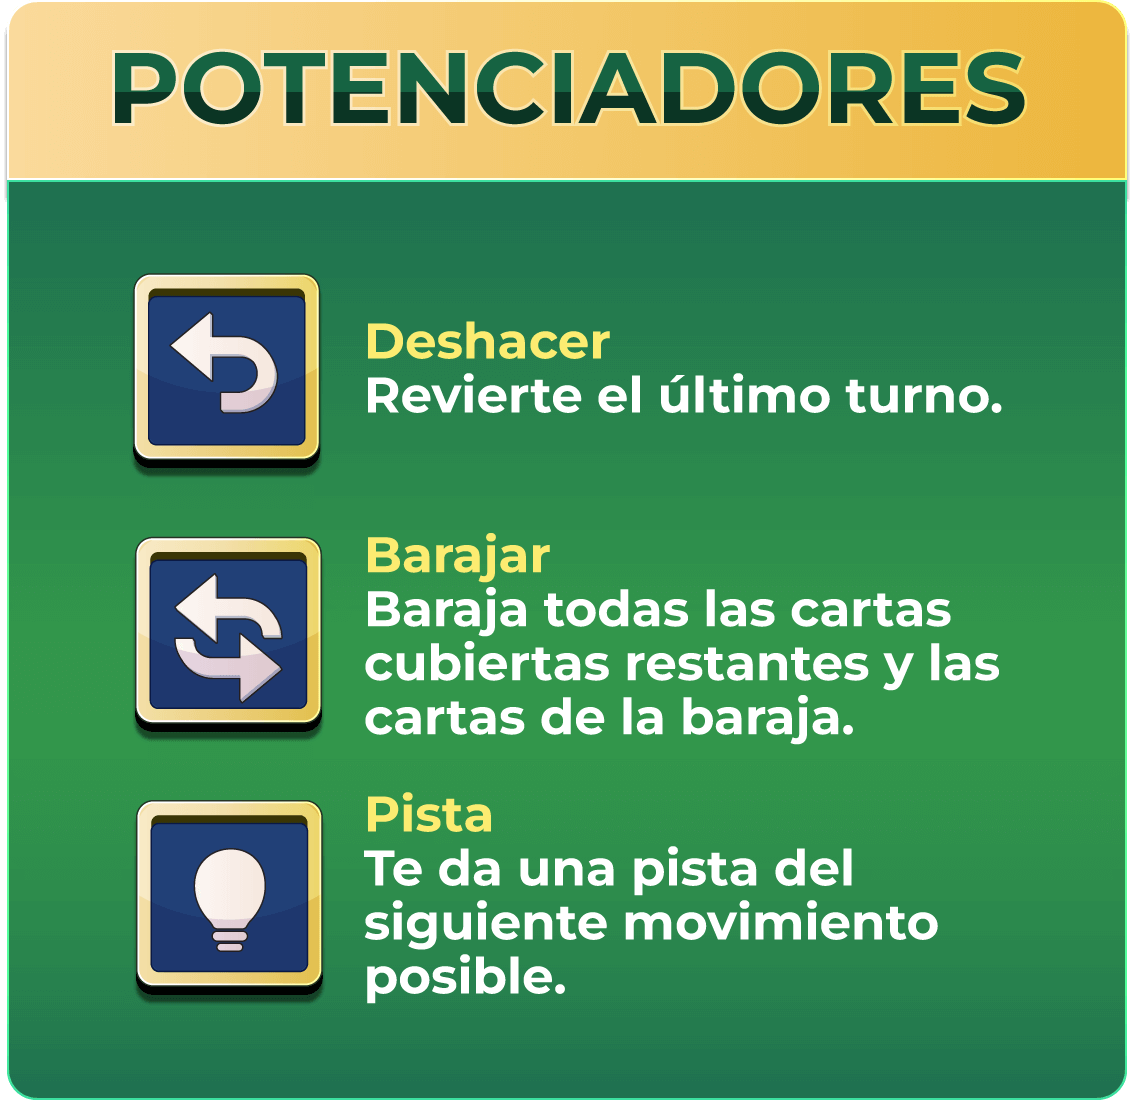 POTENCIADORES
Deshacer
Revierte el último turno.
Barajar
Baraja todas las cartas
cubiertas restantes y las
cartas de la baraja.
Pista
Te da una pista del
siguiente movimiento
posible.